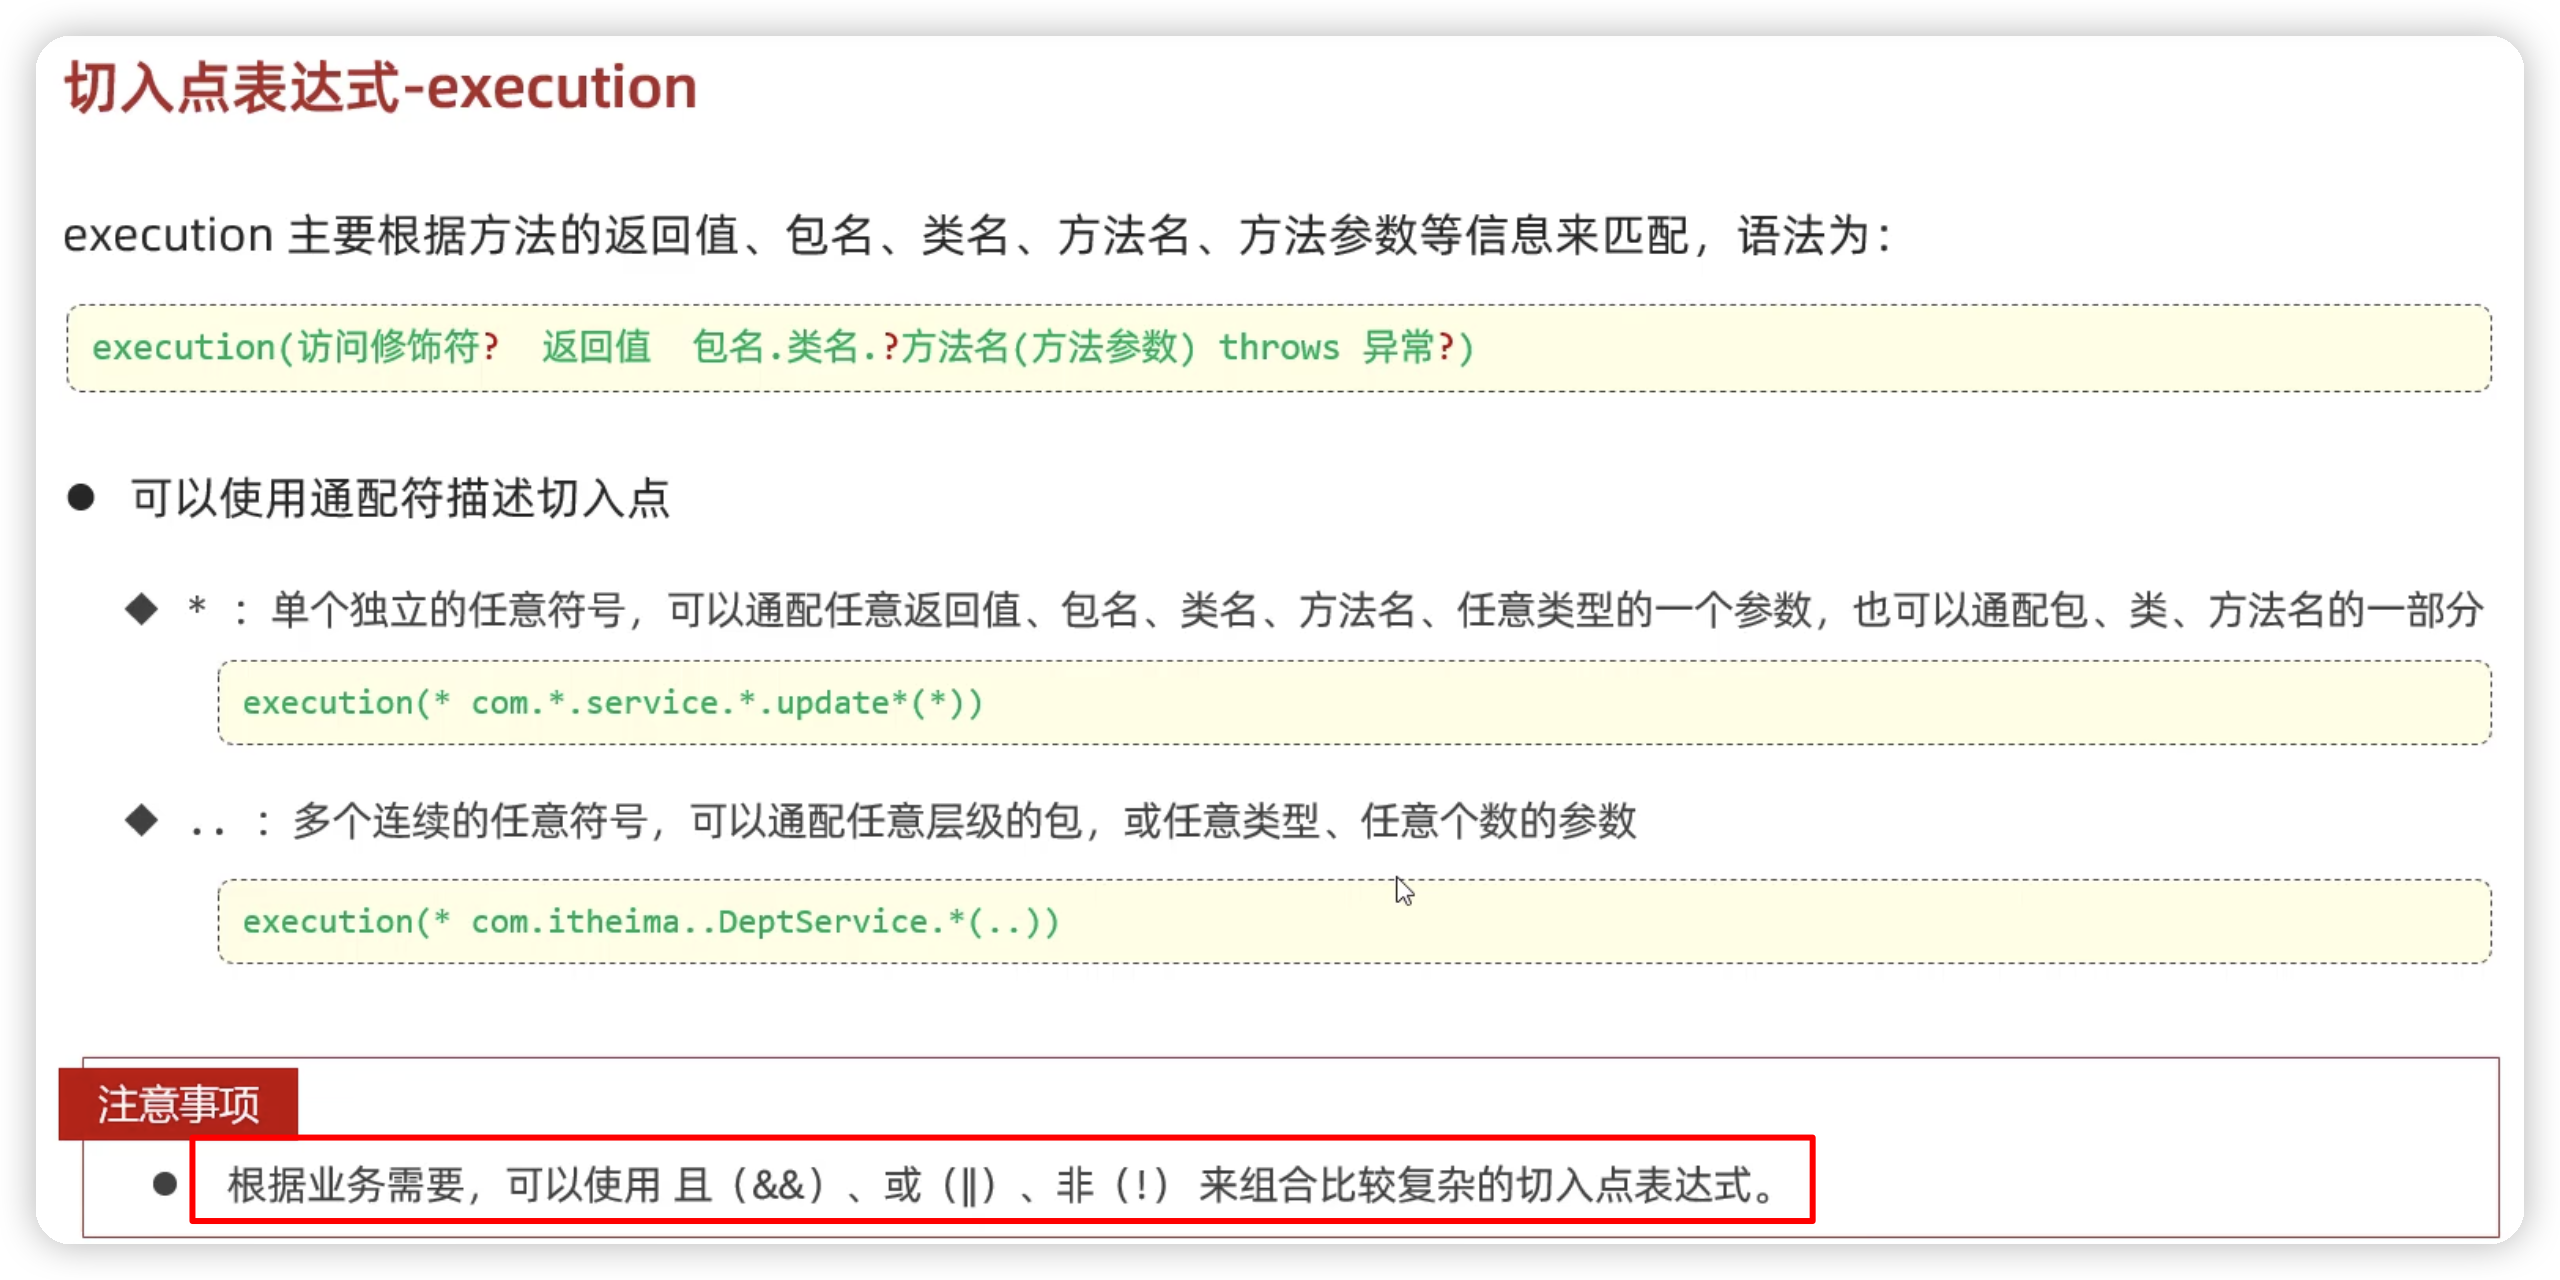 切入点表达式-execution
execution 主要根据方法的返回值、包名、类名、方法名、方法参数等信息来匹配，语法为：
execution(访问修饰符?  返回值  包名.类名.?方法名(方法参数) throws 异常?)
● 可以使用通配符描述切入点
◆ * ：单个独立的任意符号，可以通配任意返回值、包名、类名、方法名、任意类型的一个参数，也可以通配包、类、方法名的一部分
execution(* com.*.service.*.update*(*))
◆ .. ：多个连续的任意符号，可以通配任意层级的包，或任意类型、任意个数的参数
execution(* com.itheima..DeptService.*(..))
注意事项
● 根据业务需要，可以使用 且（&&）、或（||）、非（!） 来组合比较复杂的切入点表达式。